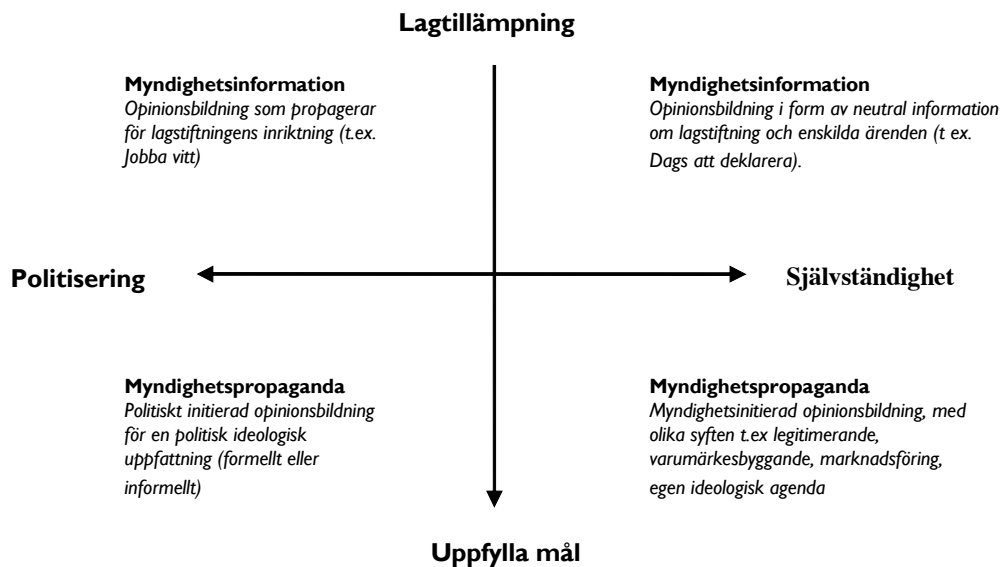 Lagtillämpning
Myndighetsinformation
Opinionsbildning som propagerar
för lagstiftningens inriktning (t.ex.
Jobba vitt)
Myndighetsinformation
Opinionsbildning i form av neutral information
om lagstiftning och enskilda ärenden (t ex.
Dags att deklarera).
Politisering
Självständighet
Myndighetspropaganda
Politiskt initierad opinionsbildning
för en politisk ideologisk
uppfattning (formellt eller
informellt)
Myndighetspropaganda
Myndighetsinitierad opinionsbildning, med
olika syften t.ex legitimerande,
varumärkesbyggande, marknadsföring,
egen ideologisk agenda
Uppfylla mål